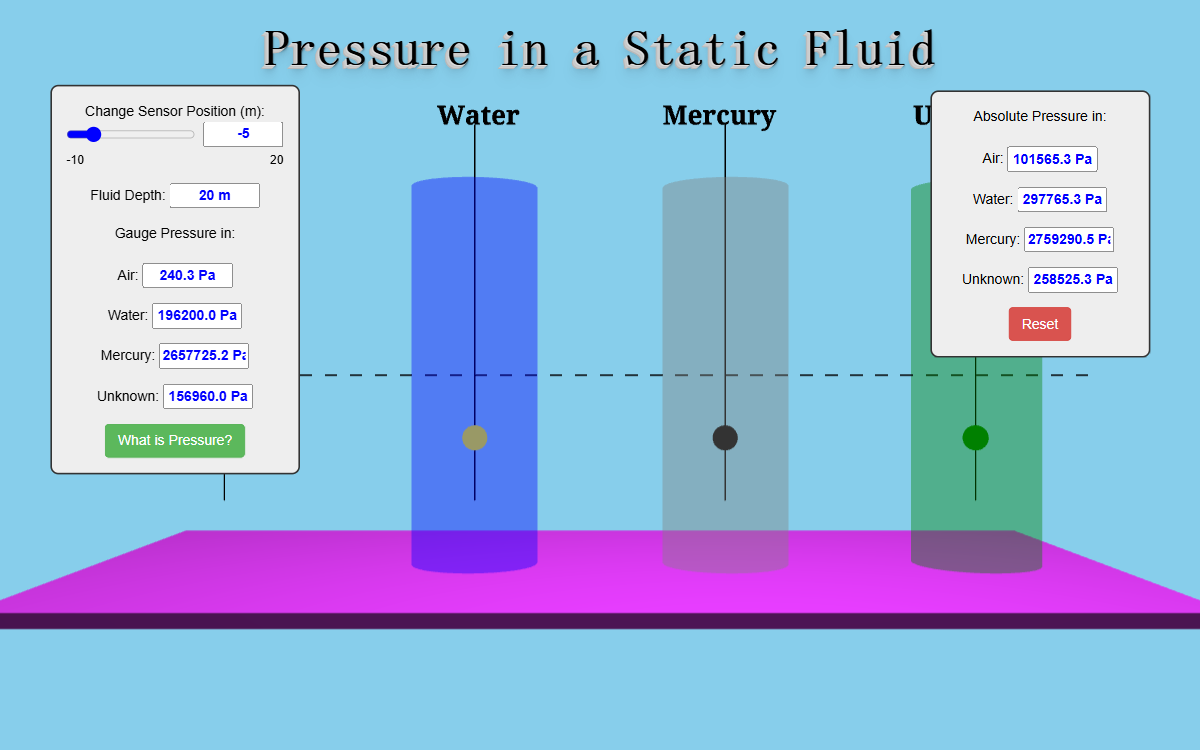 Pressure in a Static Fluid
Change Sensor Position (m):
-5
-10 20
Fluid Depth: 20 m
Gauge Pressure in:
Air: 240.3 Pa
Water: 196200.0 Pa
Mercury: 2657725.2 Pa
Unknown: 156960.0 Pa
What is Pressure?
Water
Mercury
U
Absolute Pressure in:
Air: 101565.3 Pa
Water: 297765.3 Pa
Mercury: 2759290.5 P
Unknown: 258525.3 Pa
Reset